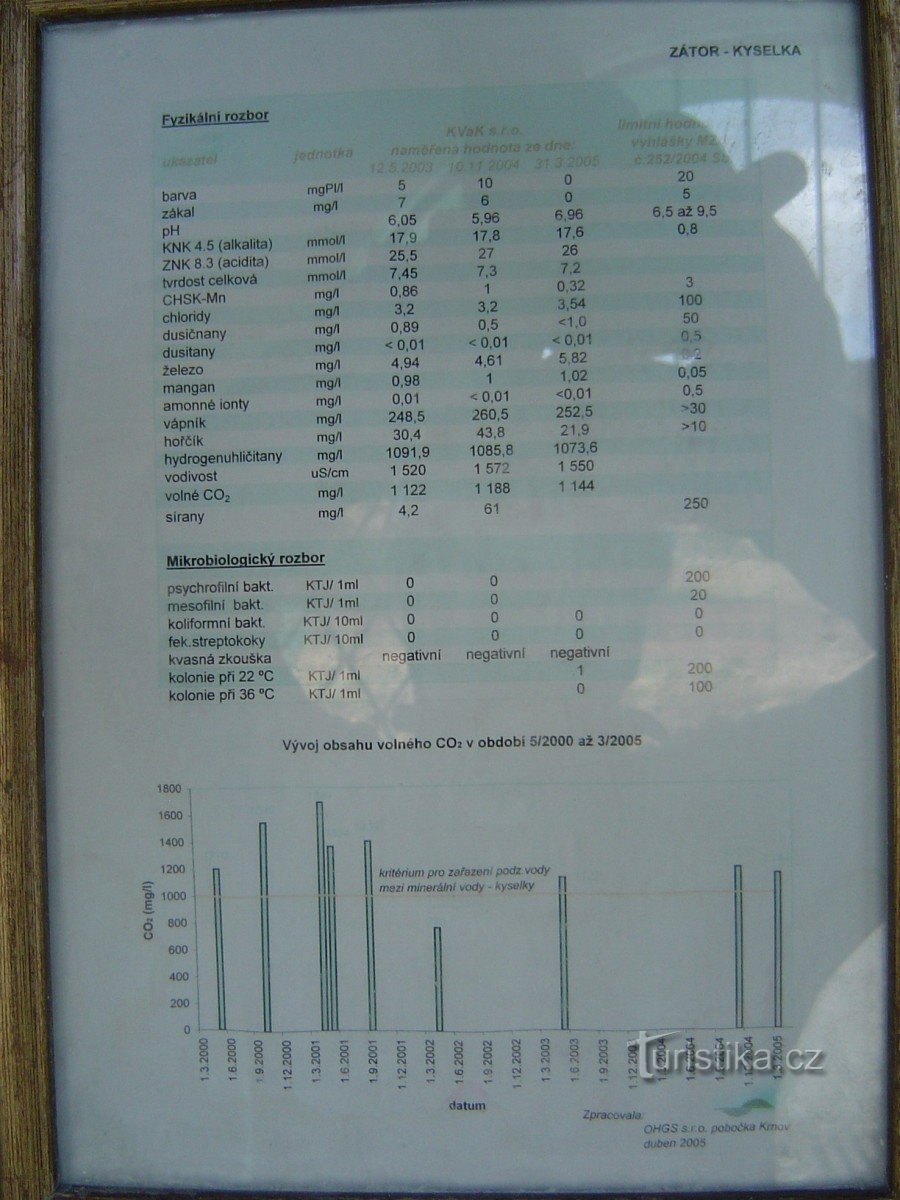 ZÁTOR - KYSELKA
Fyzikální rozbor
KVaK s.r.o. limitní
ukazatel jednotka naměřená hodnota ze dne: vyhlášky
12.5.2003 10.11.2004 31.3.2005 č.252/2004
barva mgPl/l 5 10 0 20
zákal mg/l 7 6 0 5
pH 6,05 5,96 6,96 6,5 až 9,5
KNK 4.5 (alkalita) mmol/l 17,9 17,8 17,6 0,8
ZNK 8.3 (acidita) mmol/l 25,5 27 26
tvrdost celková mmol/l 7,45 7,3 7,2
CHSK-Mn mg/l 0,86 1 0,32 3
chloridy mg/l 3,2 3,2 3,54 100
dusičnany mg/l 0,89 0,5 <1,0 50
dusitany mg/l < 0,01 < 0,01 < 0,01 0,5
železo mg/l 4,94 4,61 5,82 0,2
mangan mg/l 0,98 1 1,02 0,05
amonné ionty mg/l 0,01 < 0,01 <0,01 0,5
vápník mg/l 248,5 260,5 252,5 >30
hořčík mg/l 30,4 43,8 21,9 >10
hydrogenuhličitany mg/l 1091,9 1085,8 1073,6
vodivost uS/cm 1 520 1 572 1 550
volné CO₂ mg/l 1 122 1 188 1 144
sírany mg/l 4,2 61 250
Mikrobiologický rozbor
psychrofilní bakt. KTJ/ 1ml 0 0 200
mesofilní bakt. KTJ/ 1ml 0 0 20
koliformní bakt. KTJ/ 10ml 0 0 0 0
fek.streptokoky KTJ/ 10ml 0 0 0 0
kvasná zkouška negativní negativní negativní
kolonie při 22 ºC KTJ/ 1ml 1 200
kolonie při 36 ºC KTJ/ 1ml 0 100
Vývoj obsahu volného CO₂ v období 5/2000 až 3/2005
1800
1600
1400
1200
1000
800
600
400
200
0
CO₂ (mg/l)
kritérium pro zařazení podz.vody
mezi minerální vody - kyselky
1.3.2000 1.6.2000 1.9.2000 1.12.2000 1.3.2001 1.6.2001 1.9.2001 1.12.2001 1.3.2002 1.6.2002 1.9.2002 1.12.2002 1.3.2003 1.6.2003 1.9.2003 1.3.2005
datum
Turistika.cz
Zpracovala:
OHGS s.r.o. pobočka Krnov
duben 2005